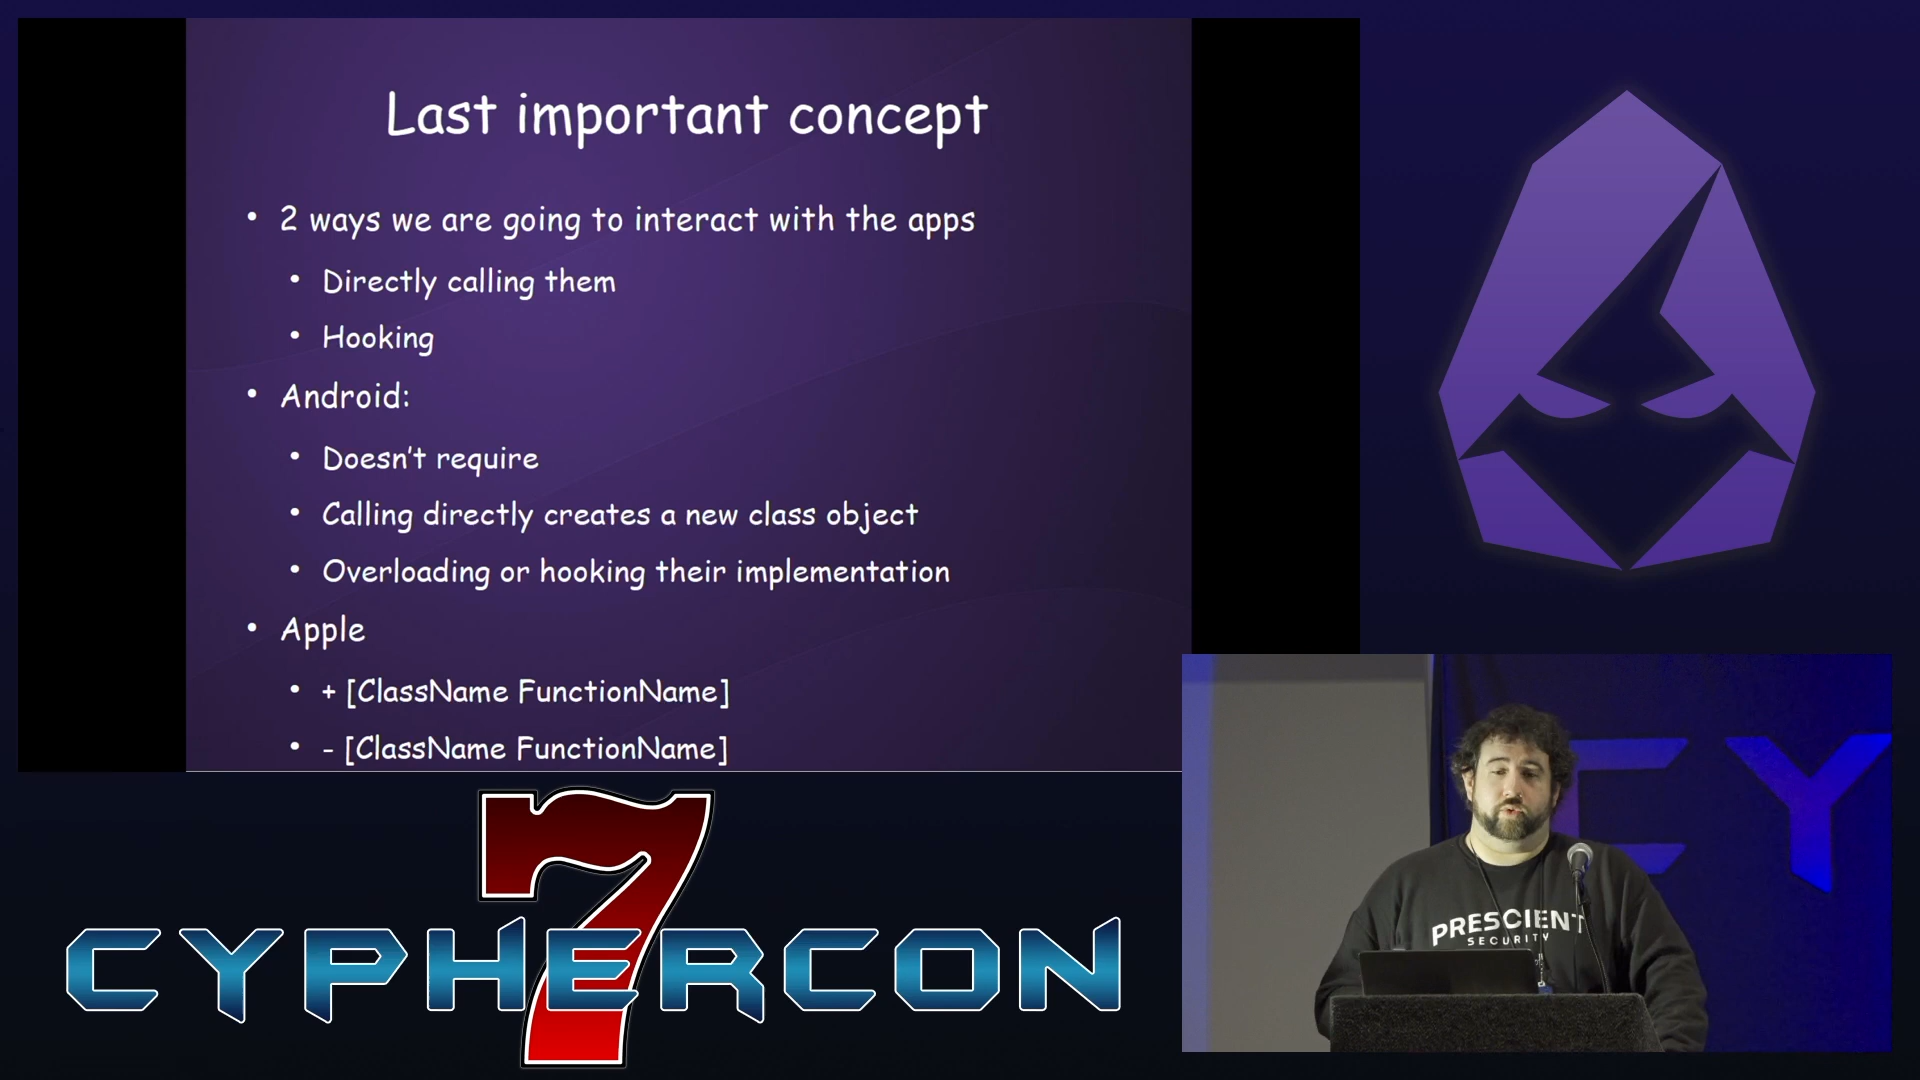 Last important concept
• 2 ways we are going to interact with the apps
• Directly calling them
• Hooking
• Android:
• Doesn't require
• Calling directly creates a new class object
• Overloading or hooking their implementation
• Apple
• + [ClassName FunctionName]
• - [ClassName FunctionName]
7
CYPHERCON
EY
PRESCIENT
SECURITY